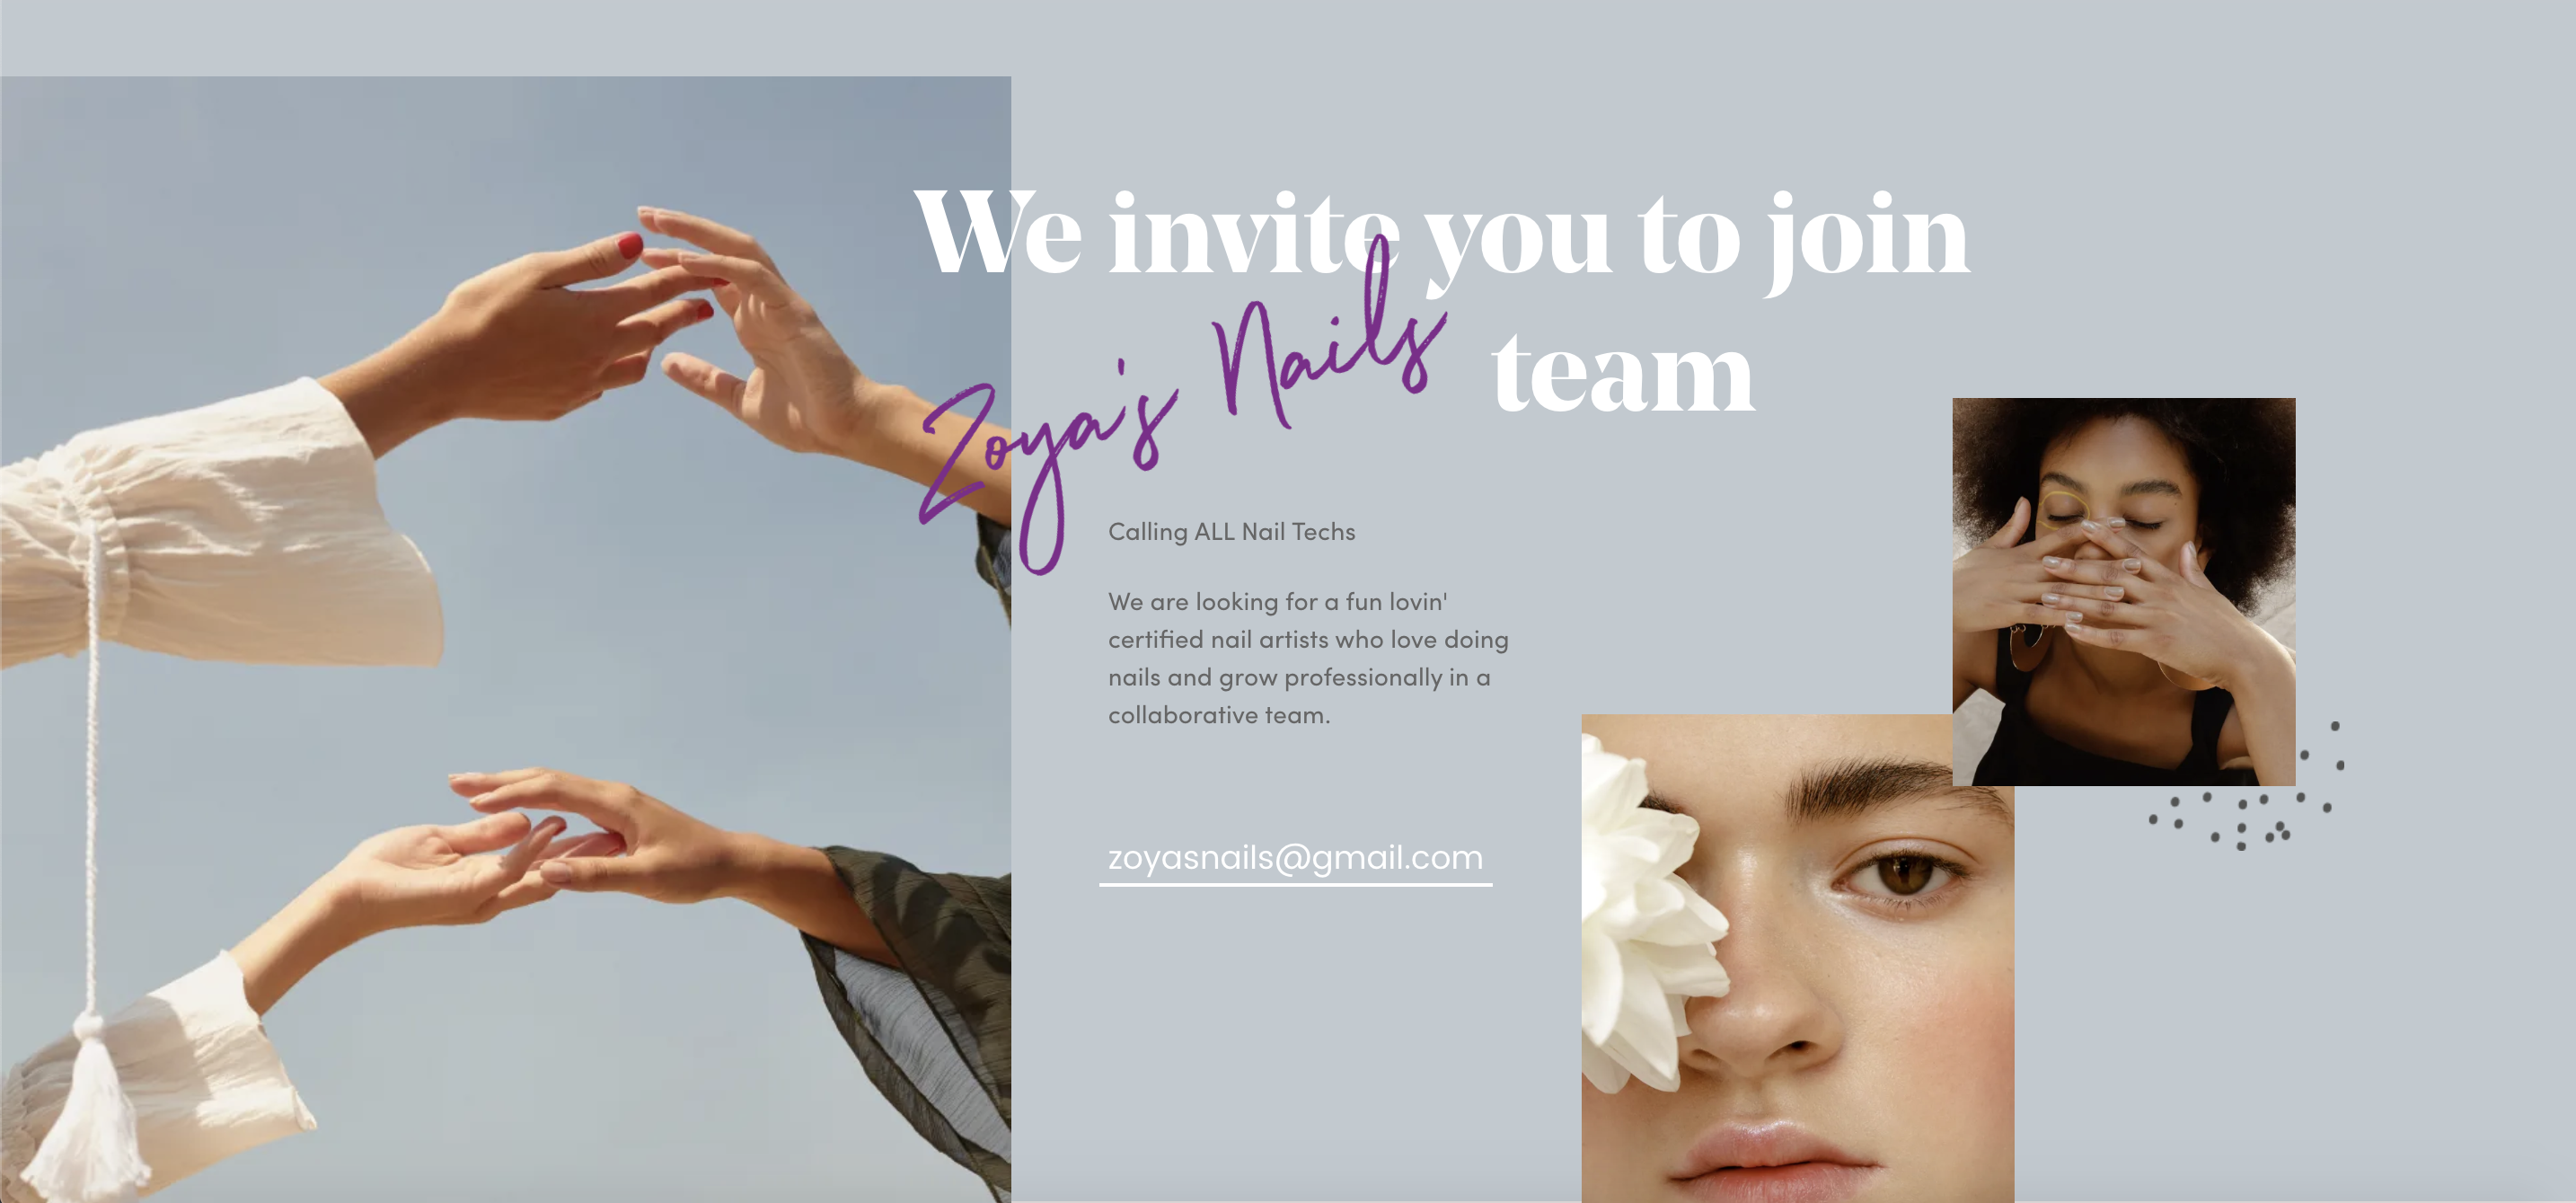 We invite you to join
Zoya's Nails team
Calling ALL Nail Techs
We are looking for a fun lovin'
certified nail artists who love doing
nails and grow professionally in a
collaborative team.
zoyasnails@gmail.com